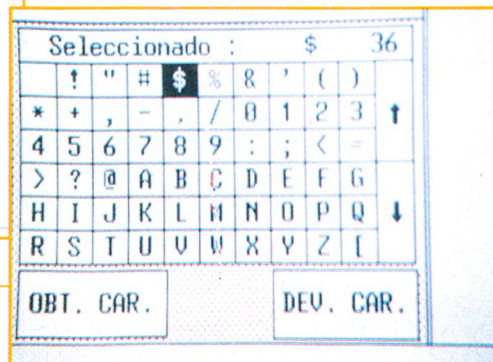 Seleccionado : $ 36
! " # $ % & ' ( )
* + , - . / 0 1 2 3 ↑
4 5 6 7 8 9 : ; < =
> ? @ A B C D E F G
H I J K L M N O P Q ↓
R S T U V W X Y Z [
OBT. CAR. DEV. CAR.